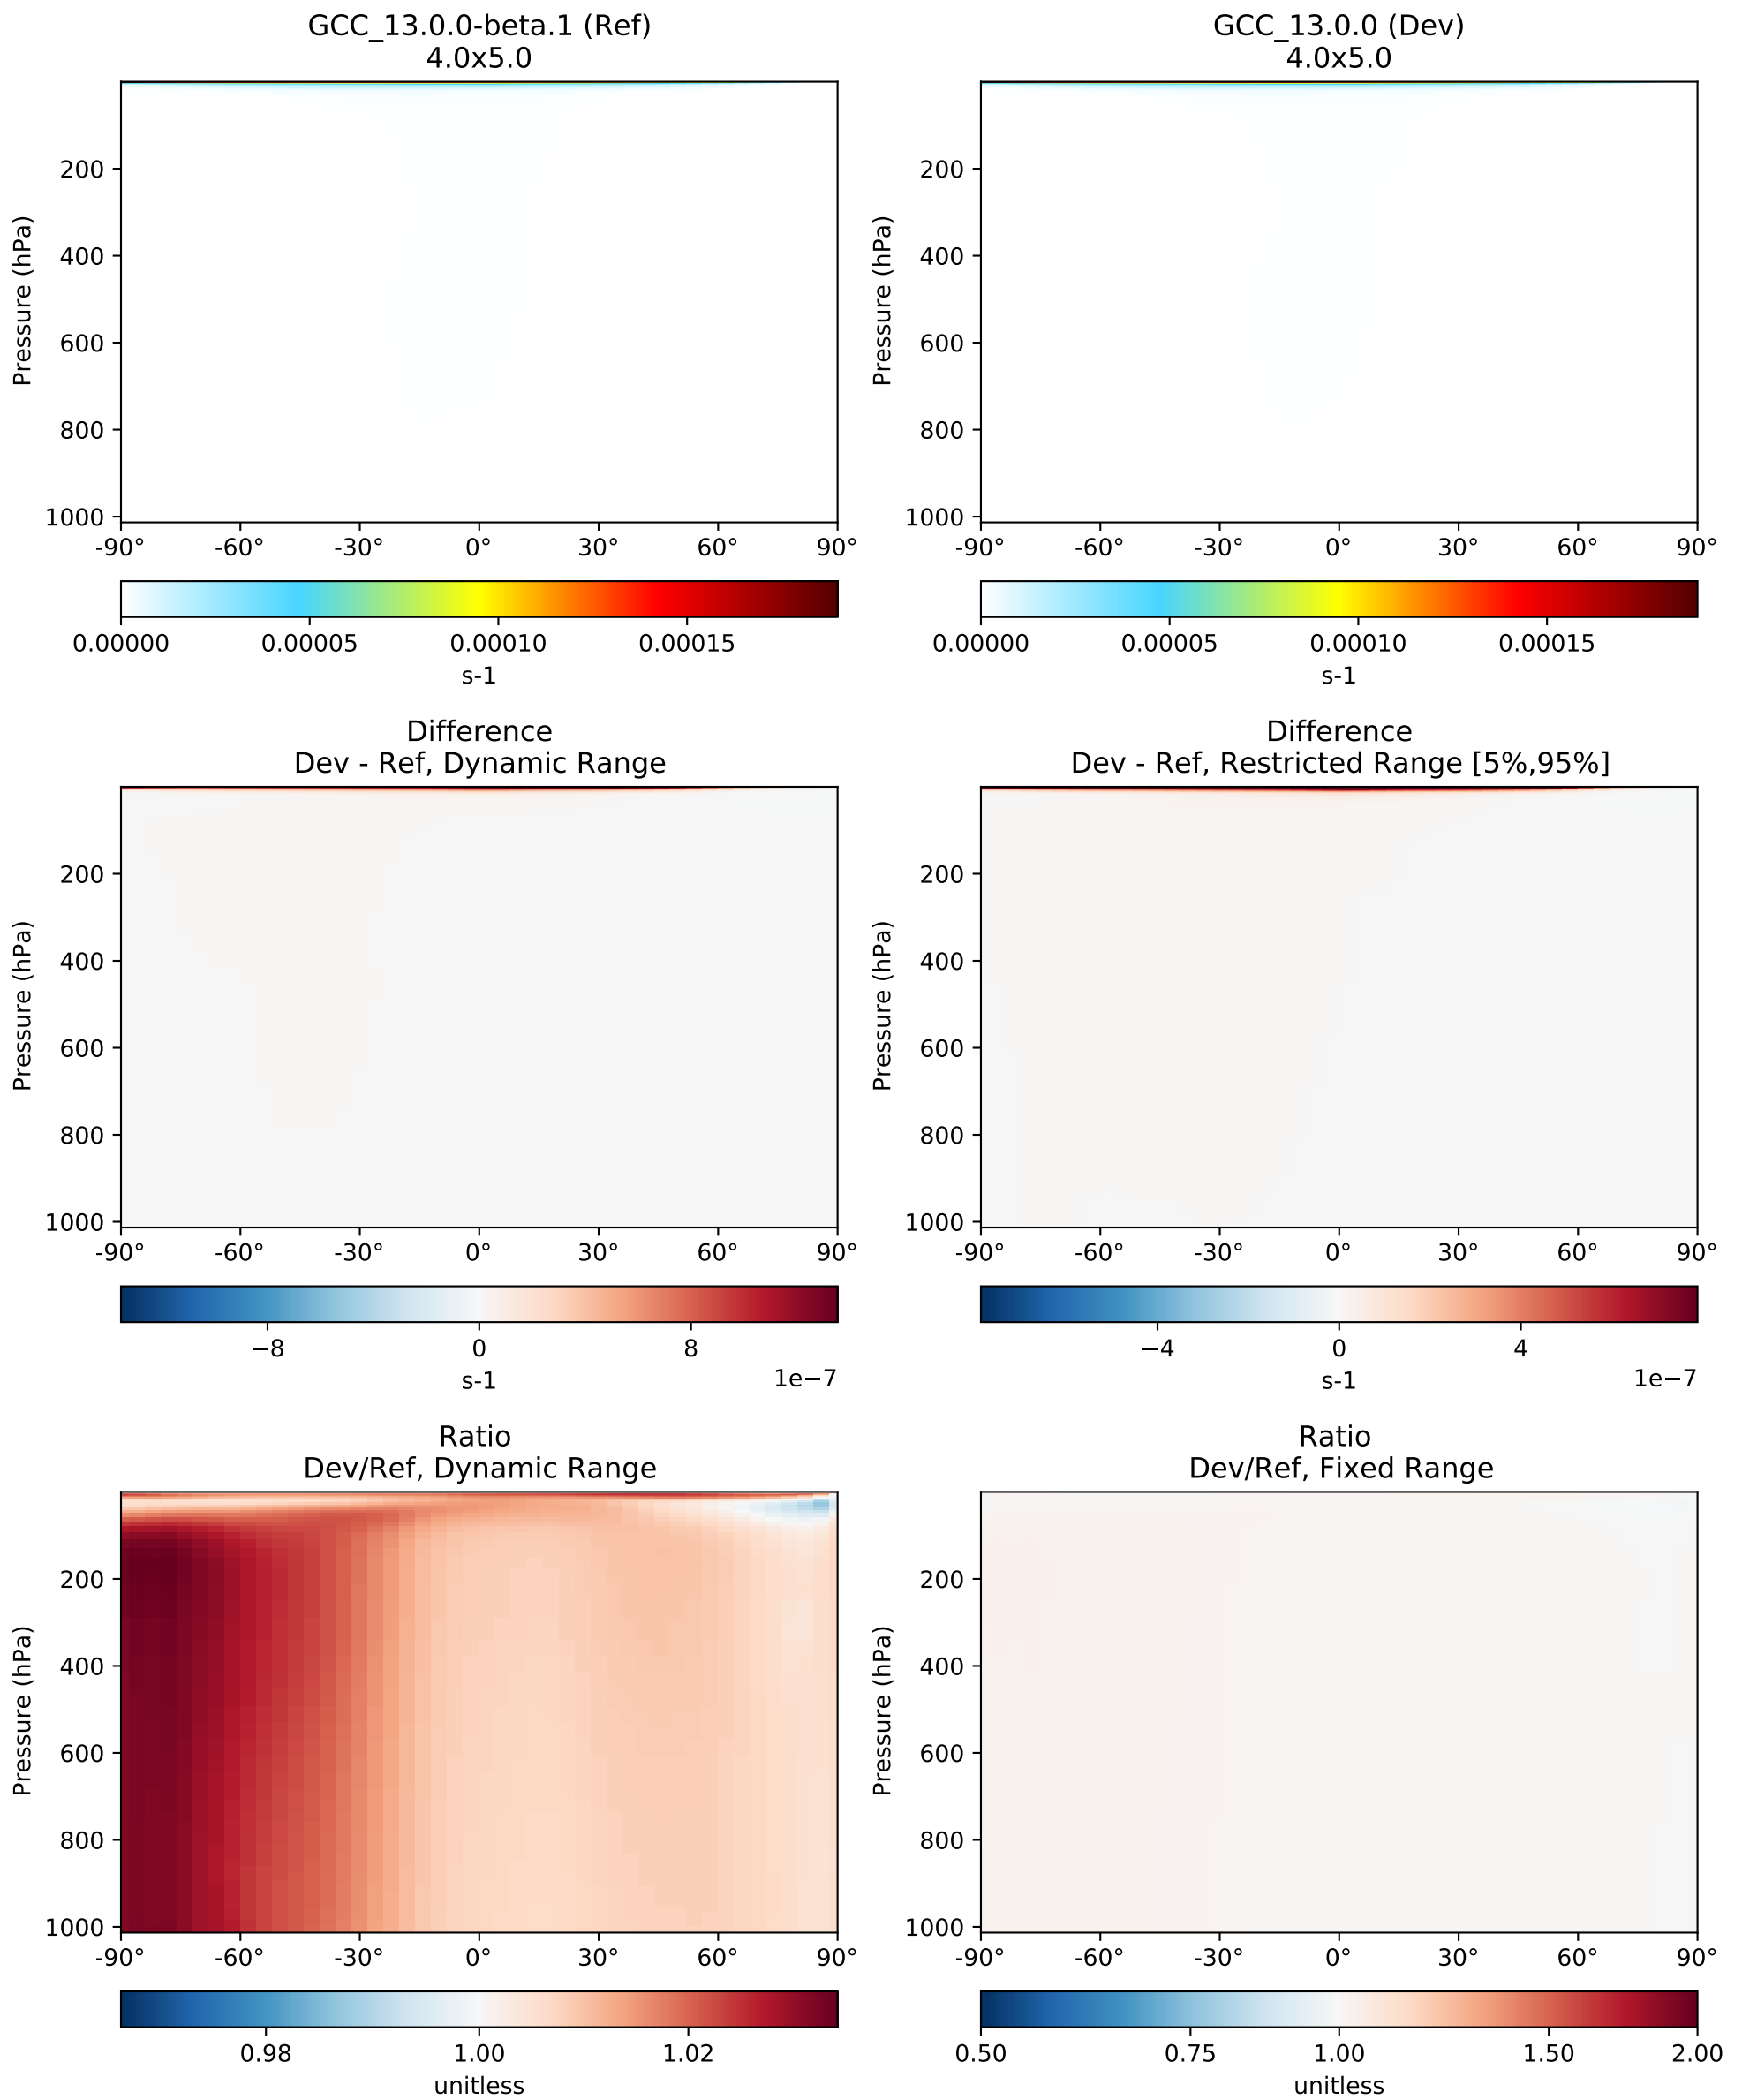 GCC_13.0.0-beta.1 (Ref)
4.0x5.0
Pressure (hPa)
200
400
600
800
1000
-90° -60° -30° 0° 30° 60° 90°
0.00000 0.00005 0.00010 0.00015
s-1
GCC_13.0.0 (Dev)
4.0x5.0
Pressure (hPa)
200
400
600
800
1000
-90° -60° -30° 0° 30° 60° 90°
0.00000 0.00005 0.00010 0.00015
s-1
Difference
Dev - Ref, Dynamic Range
Pressure (hPa)
200
400
600
800
1000
-90° -60° -30° 0° 30° 60° 90°
−8 0 8
s-1 1e−7
Difference
Dev - Ref, Restricted Range [5%,95%]
Pressure (hPa)
200
400
600
800
1000
-90° -60° -30° 0° 30° 60° 90°
−4 0 4
s-1 1e−7
Ratio
Dev/Ref, Dynamic Range
Pressure (hPa)
200
400
600
800
1000
-90° -60° -30° 0° 30° 60° 90°
0.98 1.00 1.02
unitless
Ratio
Dev/Ref, Fixed Range
Pressure (hPa)
200
400
600
800
1000
-90° -60° -30° 0° 30° 60° 90°
0.50 0.75 1.00 1.50 2.00
unitless